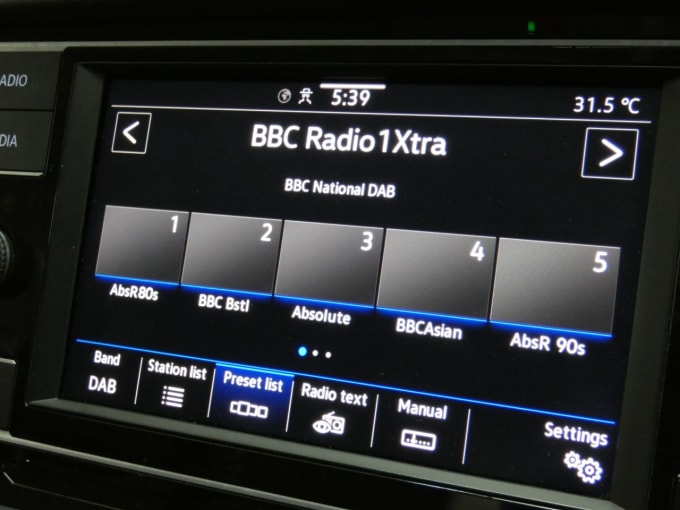 ADIO
DIA
5:39
31.5 °C
< BBC Radio1Xtra >
BBC National DAB
1 2 3 4 5
AbsR80s BBC Bstl Absolute BBCAsian AbsR 90s
Band Station list Preset list Radio text Manual Settings
DAB